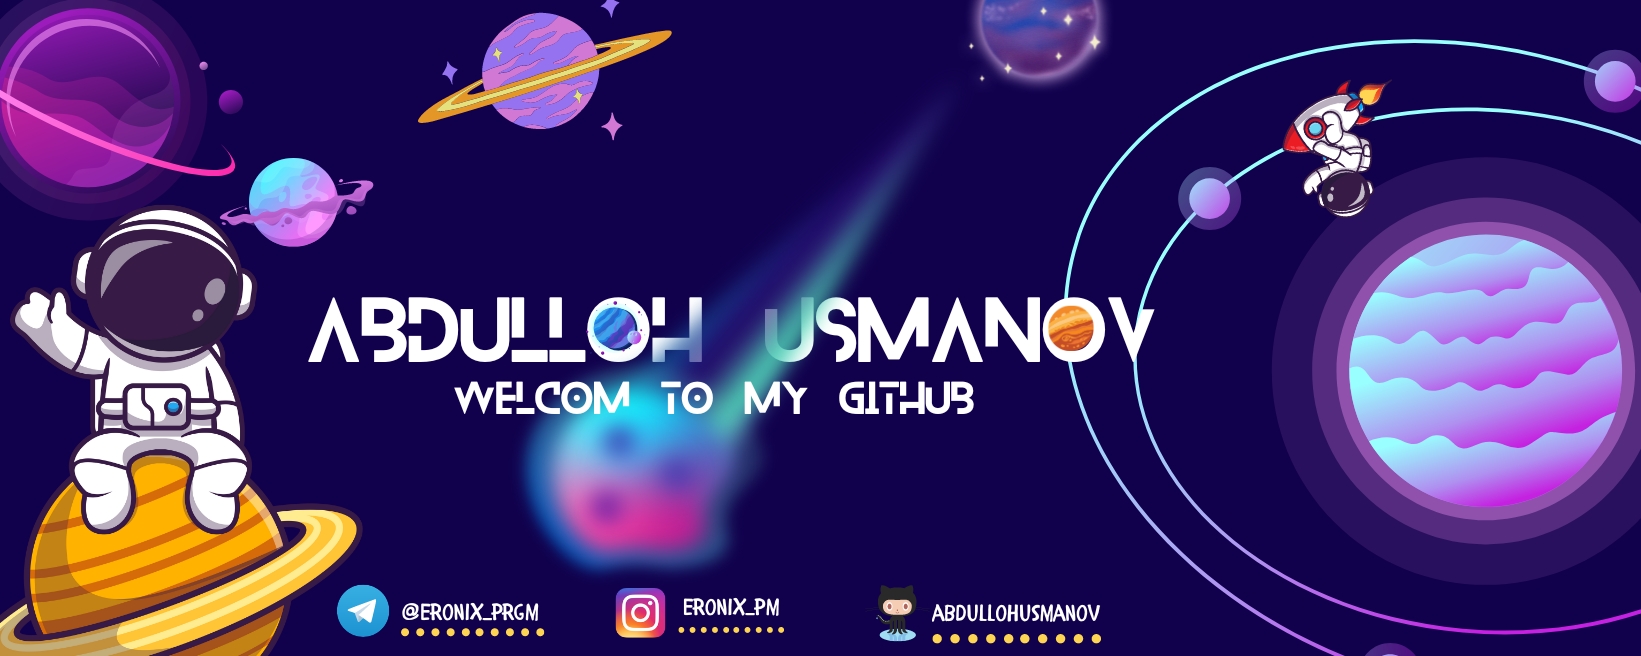 ABDULLOH USMANOV
WELCOM TO MY GITHUB
@ERONIX_PRGM
ERONIX_PM
ABDULLOHUSMANOV